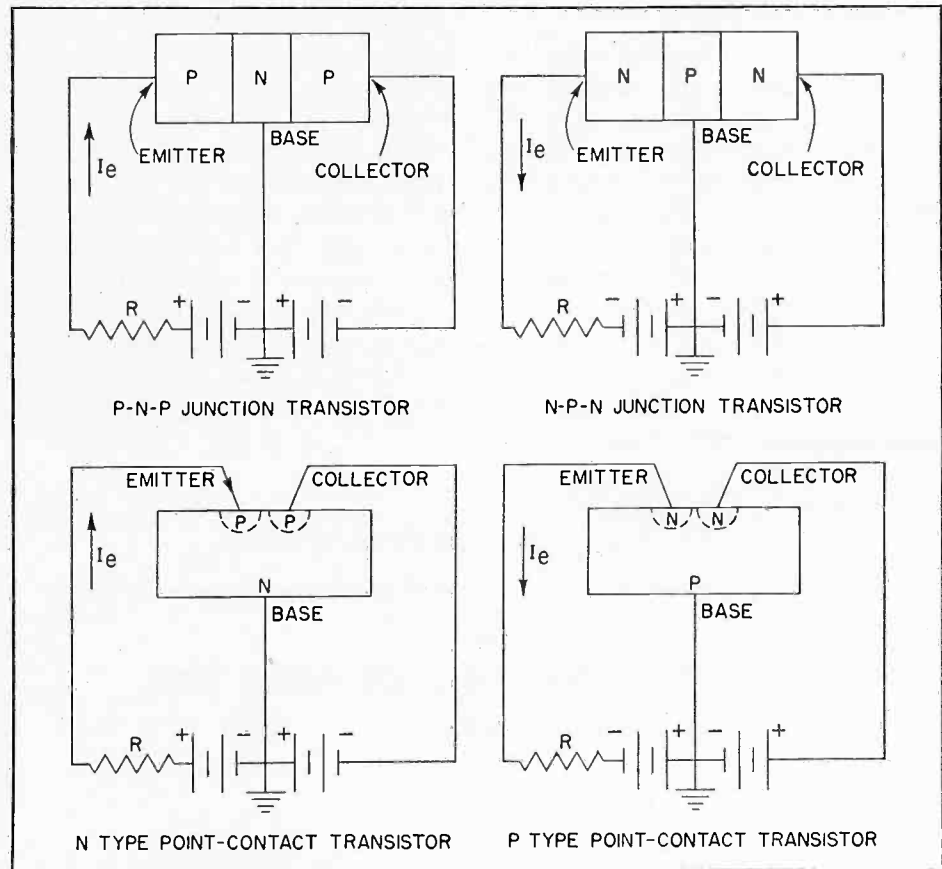 P N P
BASE
EMITTER
COLLECTOR
Ie
R + - + -
P-N-P JUNCTION TRANSISTOR
N P N
BASE
EMITTER
COLLECTOR
Ie
R - + - +
N-P-N JUNCTION TRANSISTOR
EMITTER COLLECTOR
P P
Ie
N
BASE
R + - + -
N TYPE POINT-CONTACT TRANSISTOR
EMITTER COLLECTOR
N N
Ie
P
BASE
R - + - +
P TYPE POINT-CONTACT TRANSISTOR